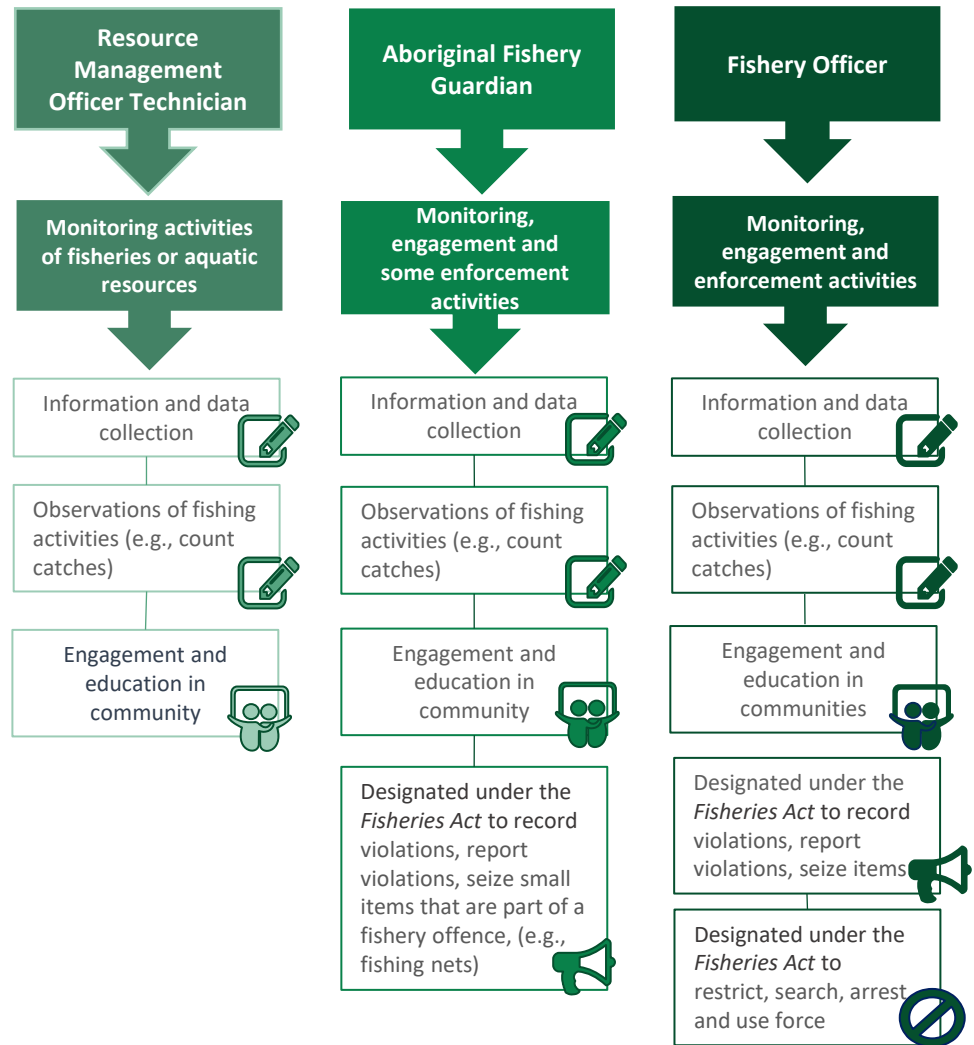 Resource
Management
Officer Technician
Monitoring activities
of fisheries or aquatic
resources
Information and data
collection
Observations of fishing
activities (e.g., count
catches)
Engagement and
education in
community
Aboriginal Fishery
Guardian
Monitoring,
engagement and
some enforcement
activities
Information and data
collection
Observations of fishing
activities (e.g., count
catches)
Engagement and
education in
community
Designated under the
Fisheries Act to record
violations, report
violations, seize small
items that are part of a
fishery offence, (e.g.,
fishing nets)
Fishery Officer
Monitoring,
engagement and
enforcement activities
Information and data
collection
Observations of fishing
activities (e.g., count
catches)
Engagement and
education in
communities
Designated under the
Fisheries Act to record
violations, report
violations, seize items
Designated under the
Fisheries Act to
restrict, search, arrest
and use force